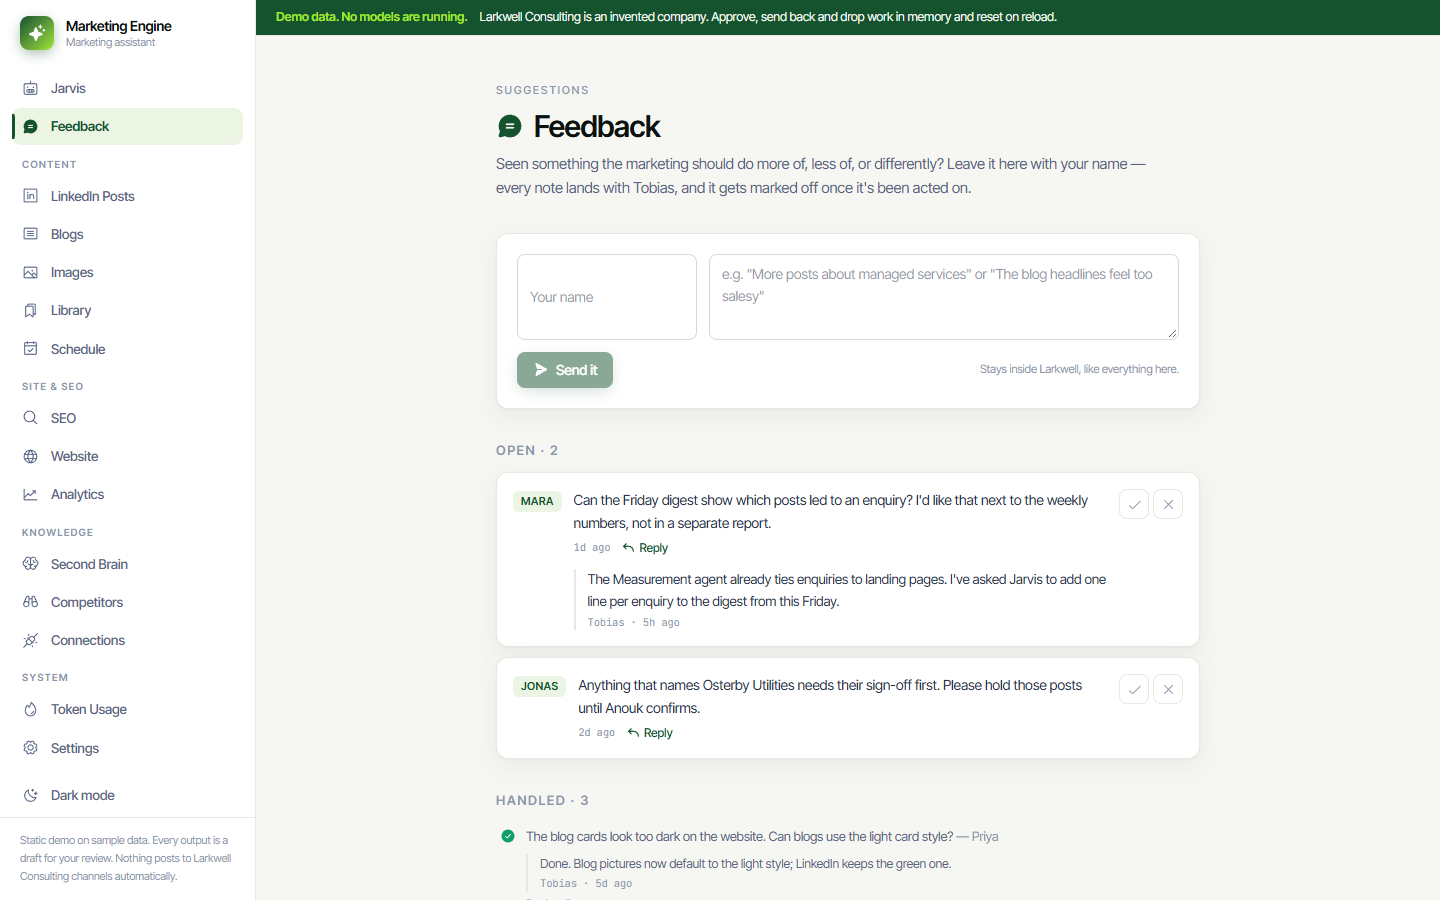 Marketing Engine
Marketing assistant
Jarvis
Feedback
CONTENT
LinkedIn Posts
Blogs
Images
Library
Schedule
SITE & SEO
SEO
Website
Analytics
KNOWLEDGE
Second Brain
Competitors
Connections
SYSTEM
Token Usage
Settings
Dark mode
Static demo on sample data. Every output is a
draft for your review. Nothing posts to Larkwell
Consulting channels automatically.
Demo data. No models are running. Larkwell Consulting is an invented company. Approve, send back and drop work in memory and reset on reload.
SUGGESTIONS
Feedback
Seen something the marketing should do more of, less of, or differently? Leave it here with your name —
every note lands with Tobias, and it gets marked off once it's been acted on.
Your name
e.g. "More posts about managed services" or "The blog headlines feel too
salesy"
Send it
Stays inside Larkwell, like everything here.
OPEN · 2
MARA
Can the Friday digest show which posts led to an enquiry? I'd like that next to the weekly
numbers, not in a separate report.
1d ago Reply
The Measurement agent already ties enquiries to landing pages. I've asked Jarvis to add one
line per enquiry to the digest from this Friday.
Tobias · 5h ago
JONAS
Anything that names Osterby Utilities needs their sign-off first. Please hold those posts
until Anouk confirms.
2d ago Reply
HANDLED · 3
The blog cards look too dark on the website. Can blogs use the light card style? — Priya
Done. Blog pictures now default to the light style; LinkedIn keeps the green one.
Tobias · 5d ago